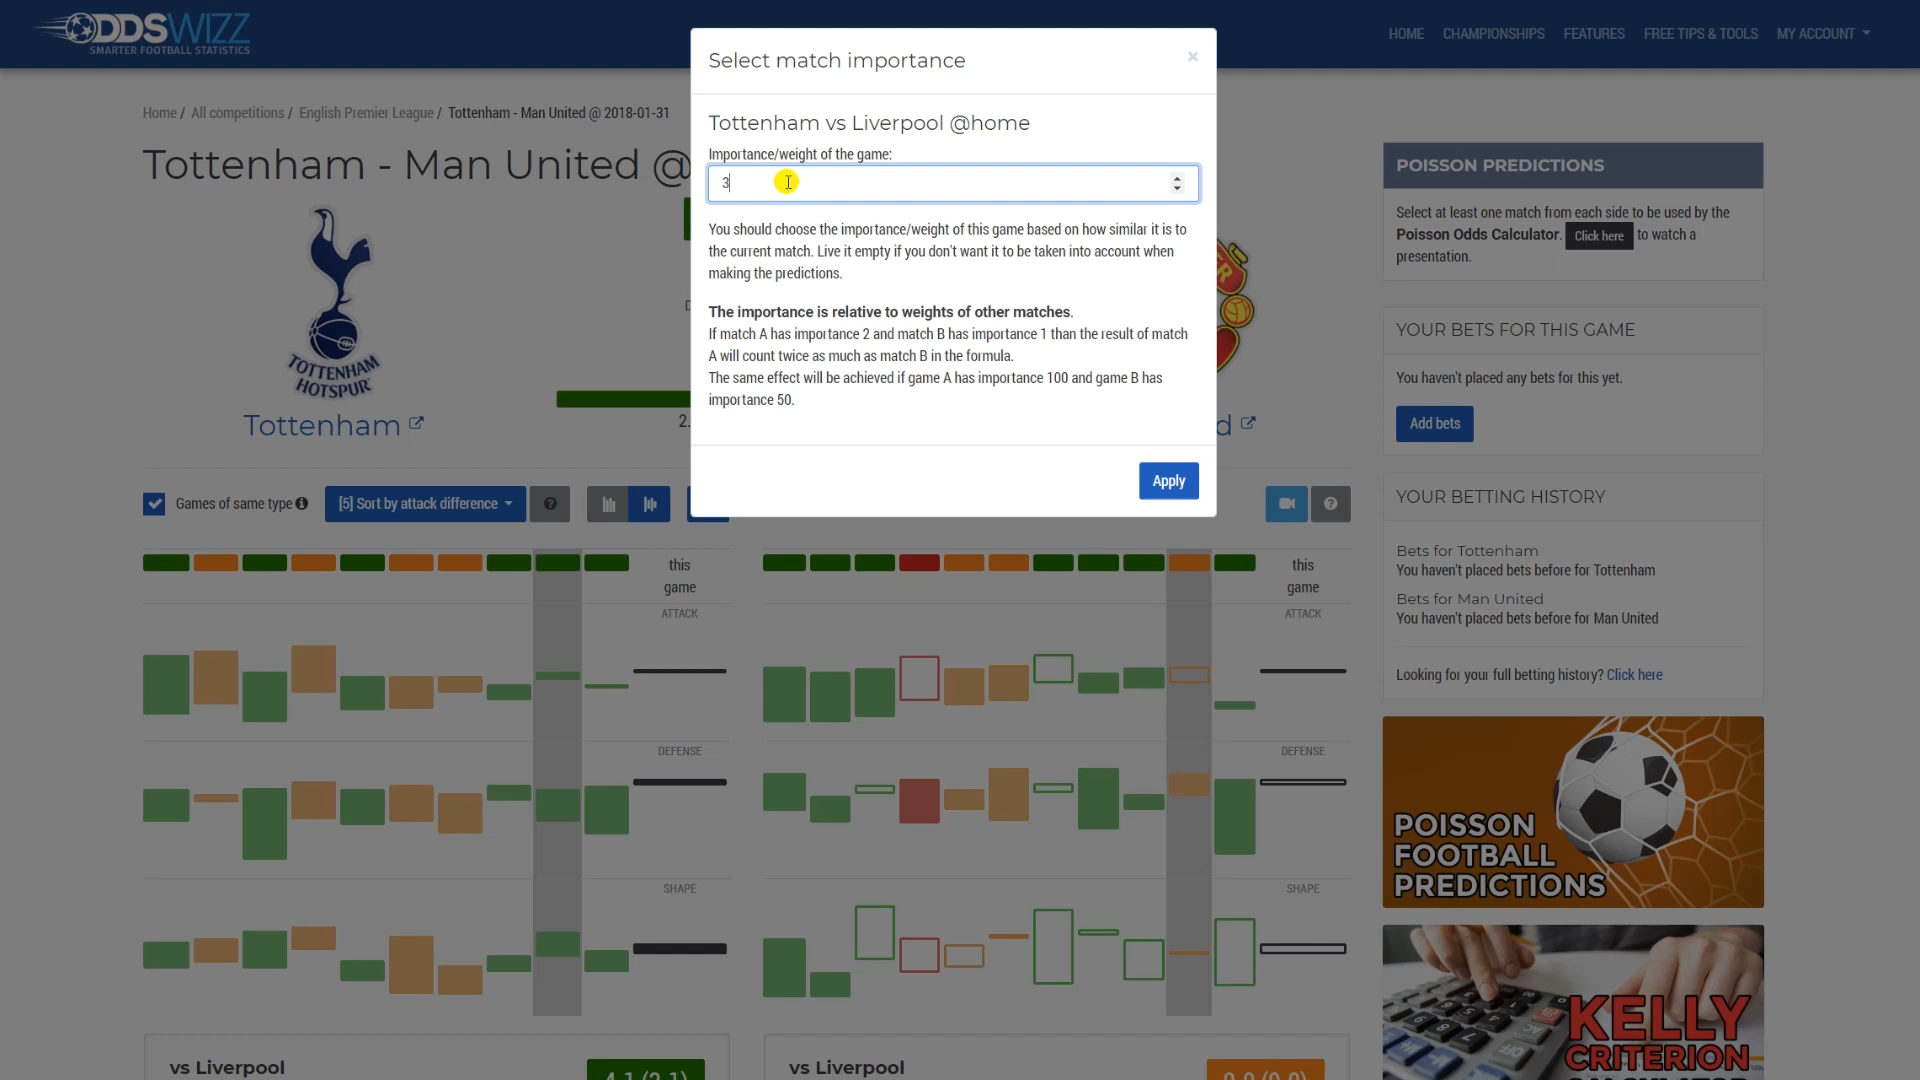 ODDSWIZZ
SMARTER FOOTBALL STATISTICS
HOME
CHAMPIONSHIPS
FEATURES
FREE TIPS & TOOLS
MY ACCOUNT
Home / All competitions / English Premier League / Tottenham - Man United @ 2018-01-31
Tottenham - Man United @
TOTTENHAM
HOTSPUR
Tottenham
2.
d
Select match importance
×
Tottenham vs Liverpool @home
Importance/weight of the game:
3
You should choose the importance/weight of this game based on how similar it is to
the current match. Live it empty if you don't want it to be taken into account when
making the predictions.
The importance is relative to weights of other matches.
If match A has importance 2 and match B has importance 1 than the result of match
A will count twice as much as match B in the formula.
The same effect will be achieved if game A has importance 100 and game B has
importance 50.
Apply
Games of same type
[5] Sort by attack difference
?
?
this
game
ATTACK
DEFENSE
SHAPE
this
game
ATTACK
DEFENSE
SHAPE
vs Liverpool
4-1 (2-1)
vs Liverpool
0-0 (0-0)
POISSON PREDICTIONS
Select at least one match from each side to be used by the
Poisson Odds Calculator. Click here to watch a
presentation.
YOUR BETS FOR THIS GAME
You haven't placed any bets for this yet.
Add bets
YOUR BETTING HISTORY
Bets for Tottenham
You haven't placed bets before for Tottenham
Bets for Man United
You haven't placed bets before for Man United
Looking for your full betting history? Click here
POISSON
FOOTBALL
PREDICTIONS
KELLY
CRITERION
CALCULATOR